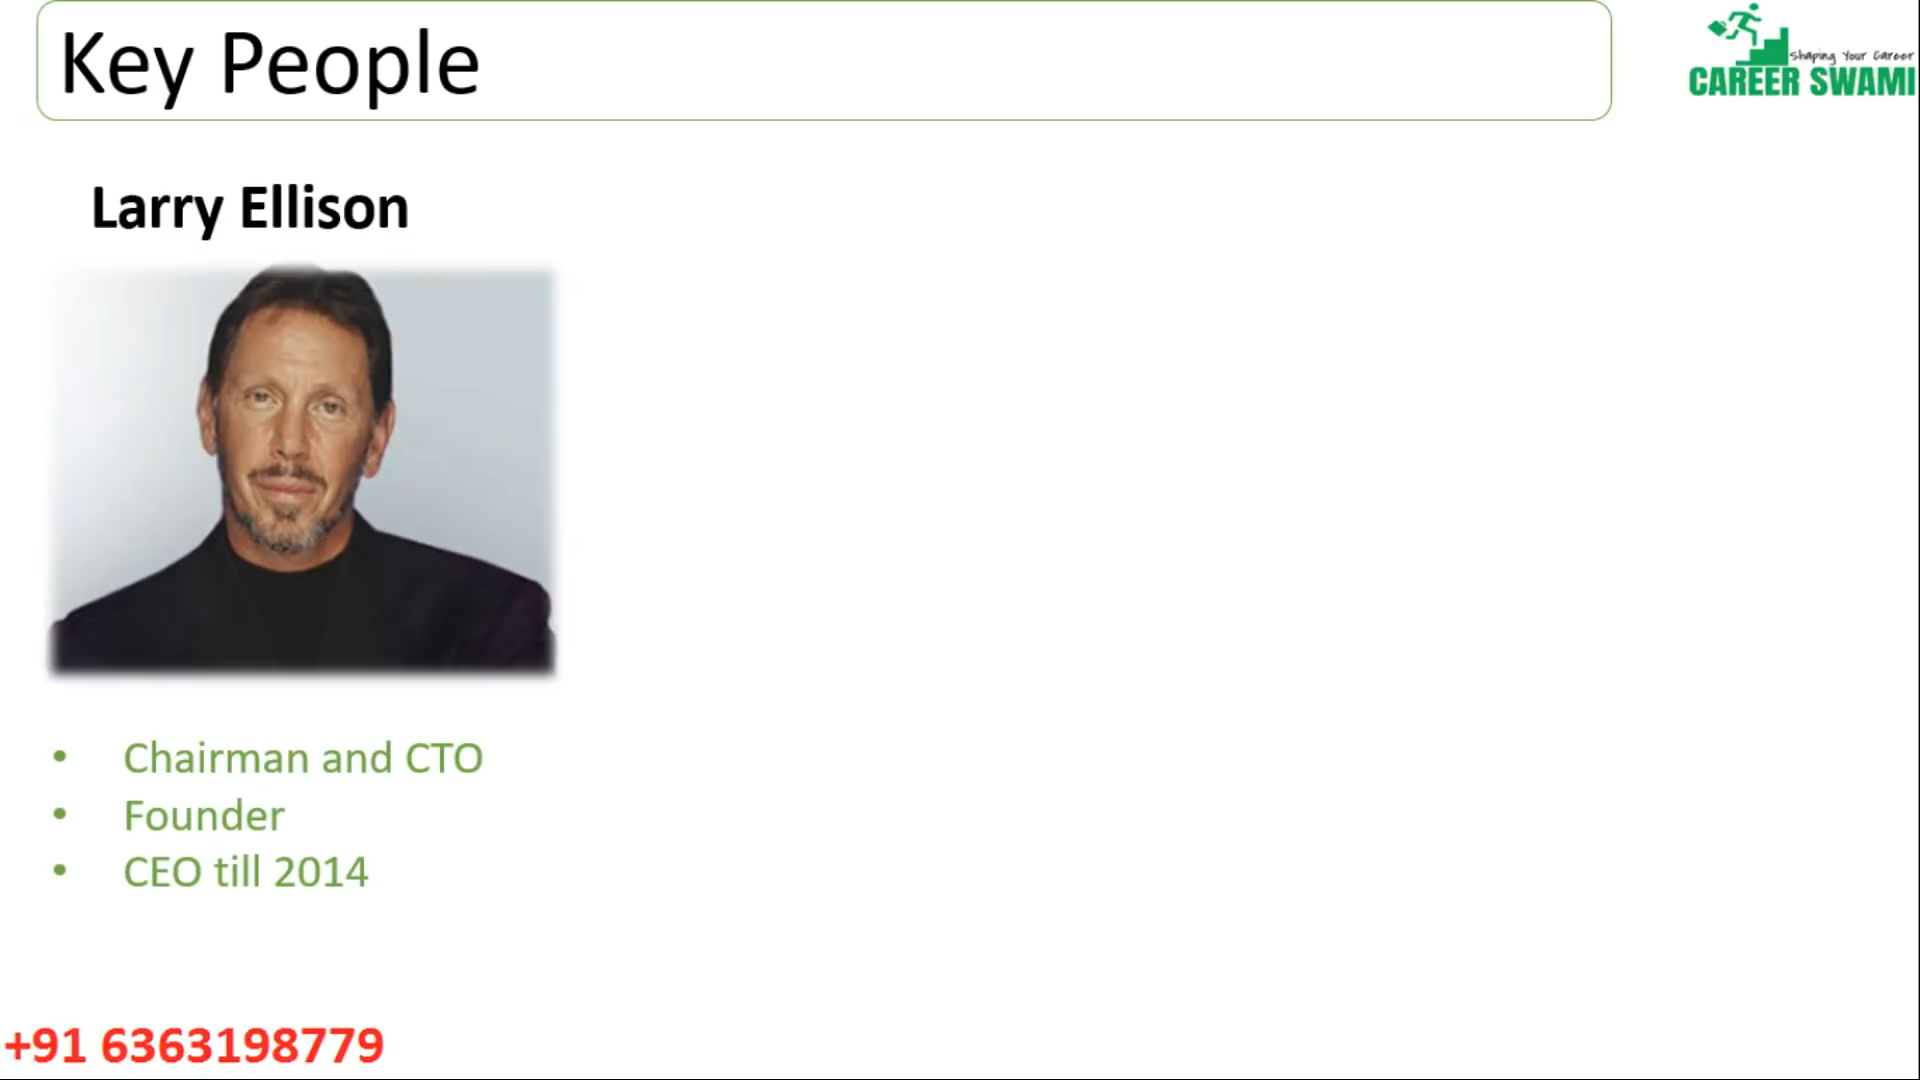 Key People
Shaping Your Career
CAREER SWAMI
Larry Ellison
• Chairman and CTO
• Founder
• CEO till 2014
+91 6363198779